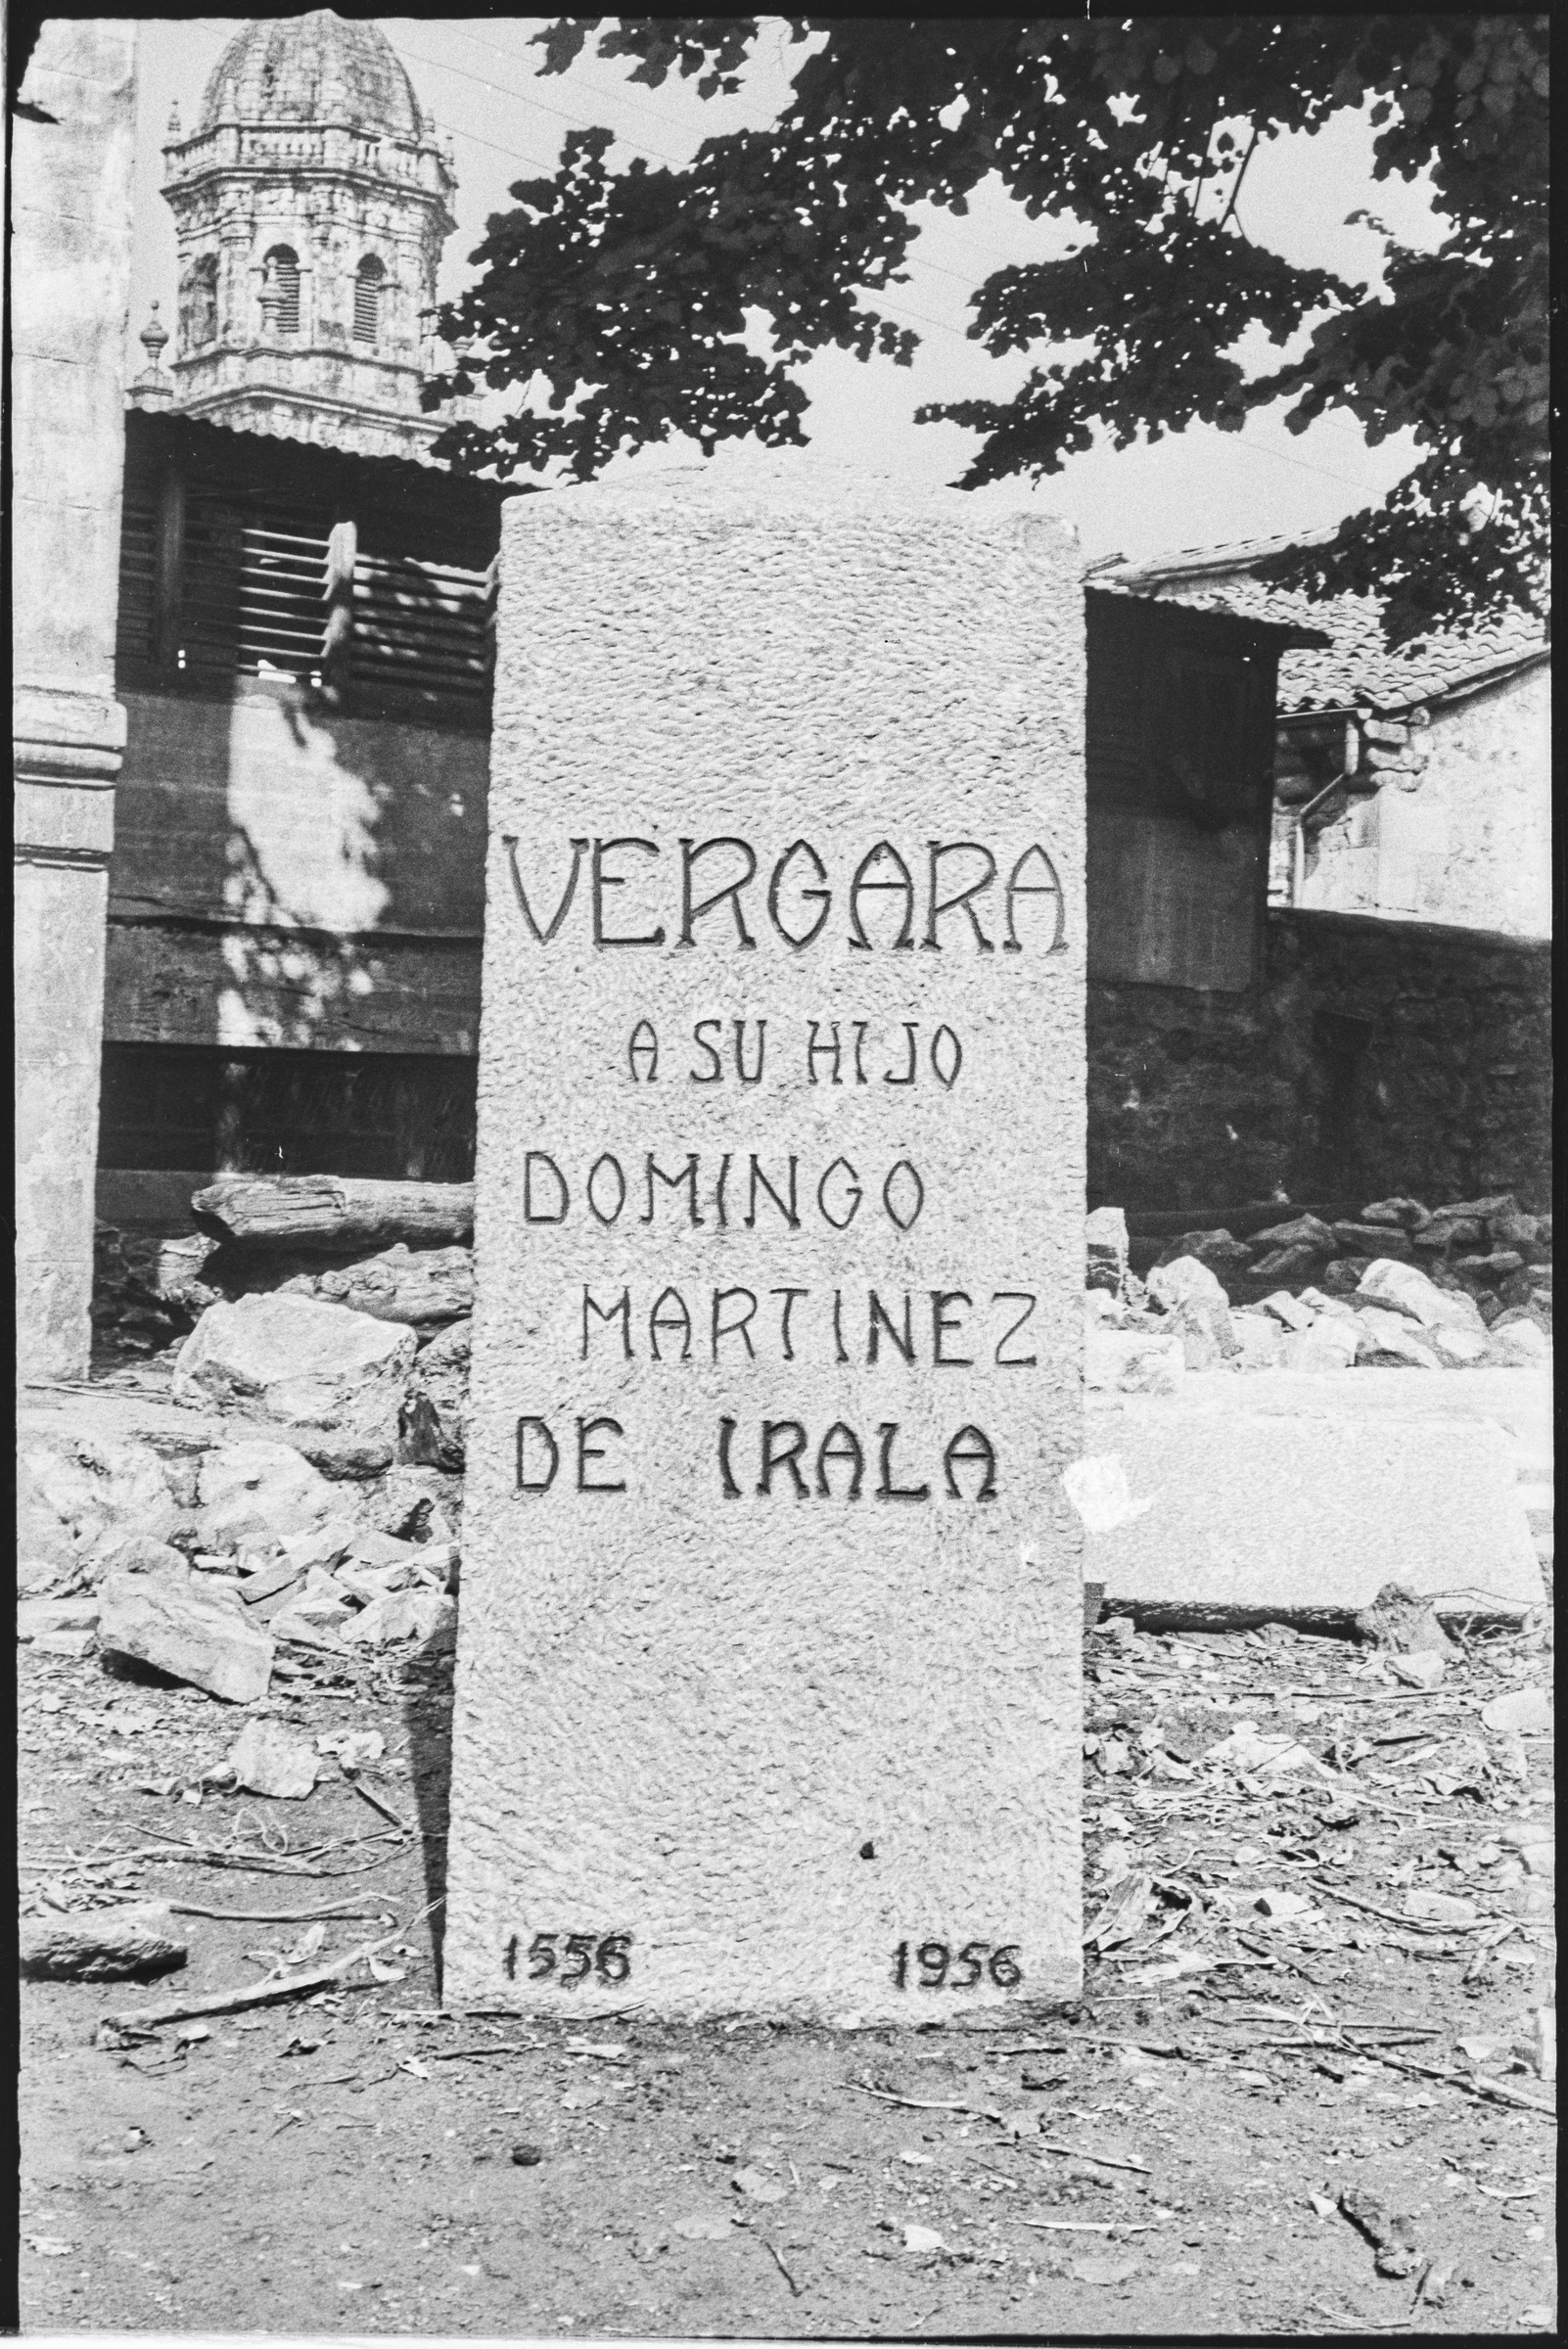 VERGARA
A SU HIJO
DOMINGO
MARTINEZ
DE IRALA
1556 1956